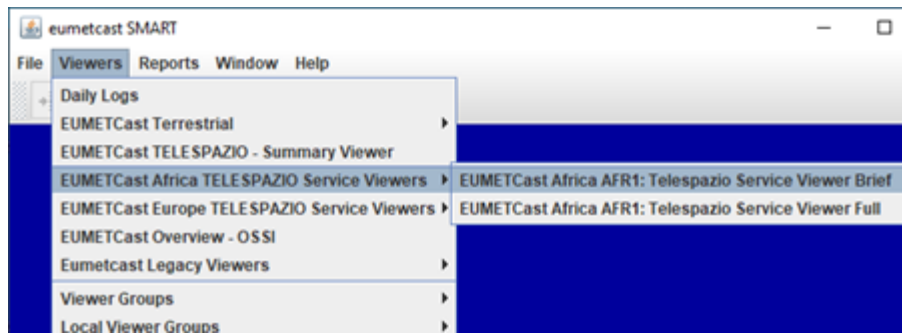 eumetcast SMART
File Viewers Reports Window Help
Daily Logs
EUMETCast Terrestrial
EUMETCast TELESPAZIO - Summary Viewer
EUMETCast Africa TELESPAZIO Service Viewers
EUMETCast Africa AFR1: Telespazio Service Viewer Brief
EUMETCast Europe TELESPAZIO Service Viewers
EUMETCast Africa AFR1: Telespazio Service Viewer Full
EUMETCast Overview - OSSI
Eumetcast Legacy Viewers
Viewer Groups
Local Viewer Groups